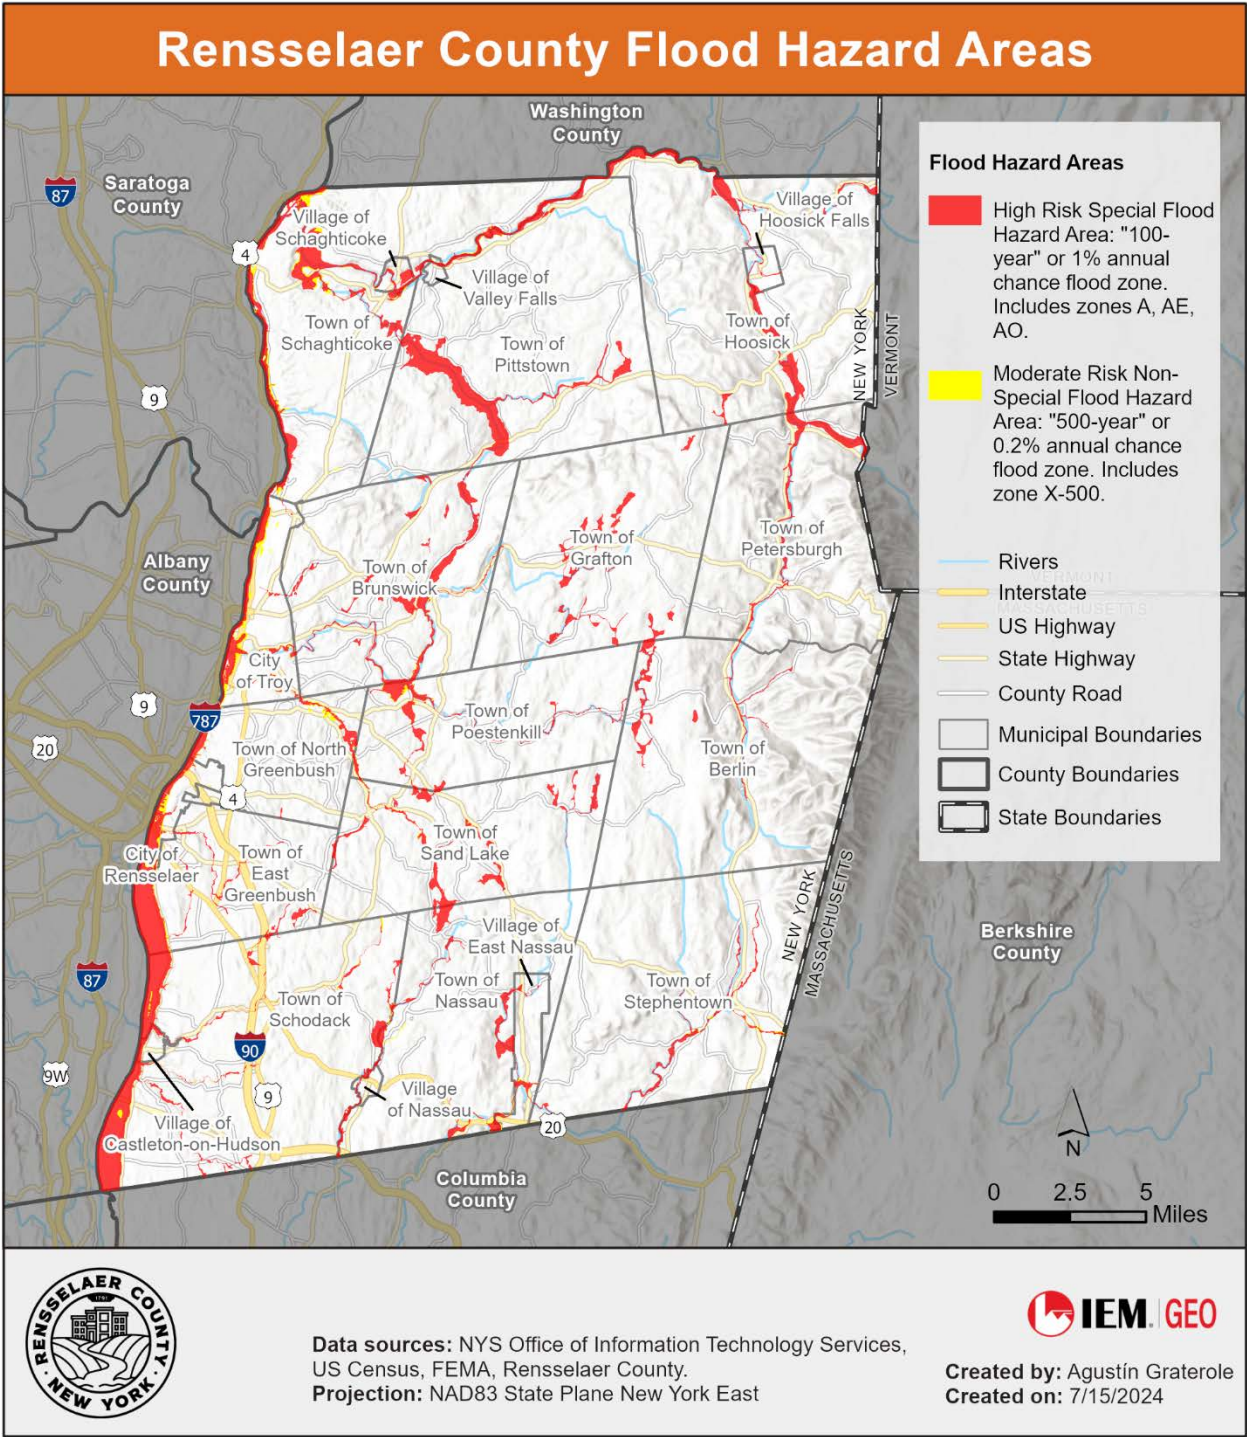 Rensselaer County Flood Hazard Areas
Washington
County
Saratoga
County
87
4
9
Village of
Schaghticoke
Village of
Valley Falls
Village of
Hoosick Falls
Town of
Schaghticoke
Town of
Pittstown
Town of
Hoosick
NEW YORK
VERMONT
Albany
County
Town of
Brunswick
Town of
Grafton
Town of
Petersburgh
VERMONT
MASSACHUSETTS
City
of Troy
9
787
20
Town of North
Greenbush
Town of
Poestenkill
Town of
Berlin
4
City of
Rensselaer
Town of
East
Greenbush
Town of
Sand Lake
NEW YORK
MASSACHUSETTS
Village of
East Nassau
Berkshire
County
87
Town of
Schodack
Town of
Nassau
Town of
Stephentown
90
9W
9
Village
of Nassau
Village of
Castleton-on-Hudson
20
Columbia
County
Flood Hazard Areas
High Risk Special Flood
Hazard Area: "100-
year" or 1% annual
chance flood zone.
Includes zones A, AE,
AO.
Moderate Risk Non-
Special Flood Hazard
Area: "500-year" or
0.2% annual chance
flood zone. Includes
zone X-500.
Rivers
Interstate
US Highway
State Highway
County Road
Municipal Boundaries
County Boundaries
State Boundaries
N
0 2.5 5
Miles
RENSSELAER COUNTY
1791
NEW YORK
Data sources: NYS Office of Information Technology Services,
US Census, FEMA, Rensselaer County.
Projection: NAD83 State Plane New York East
IEM. GEO
Created by: Agustín Graterole
Created on: 7/15/2024